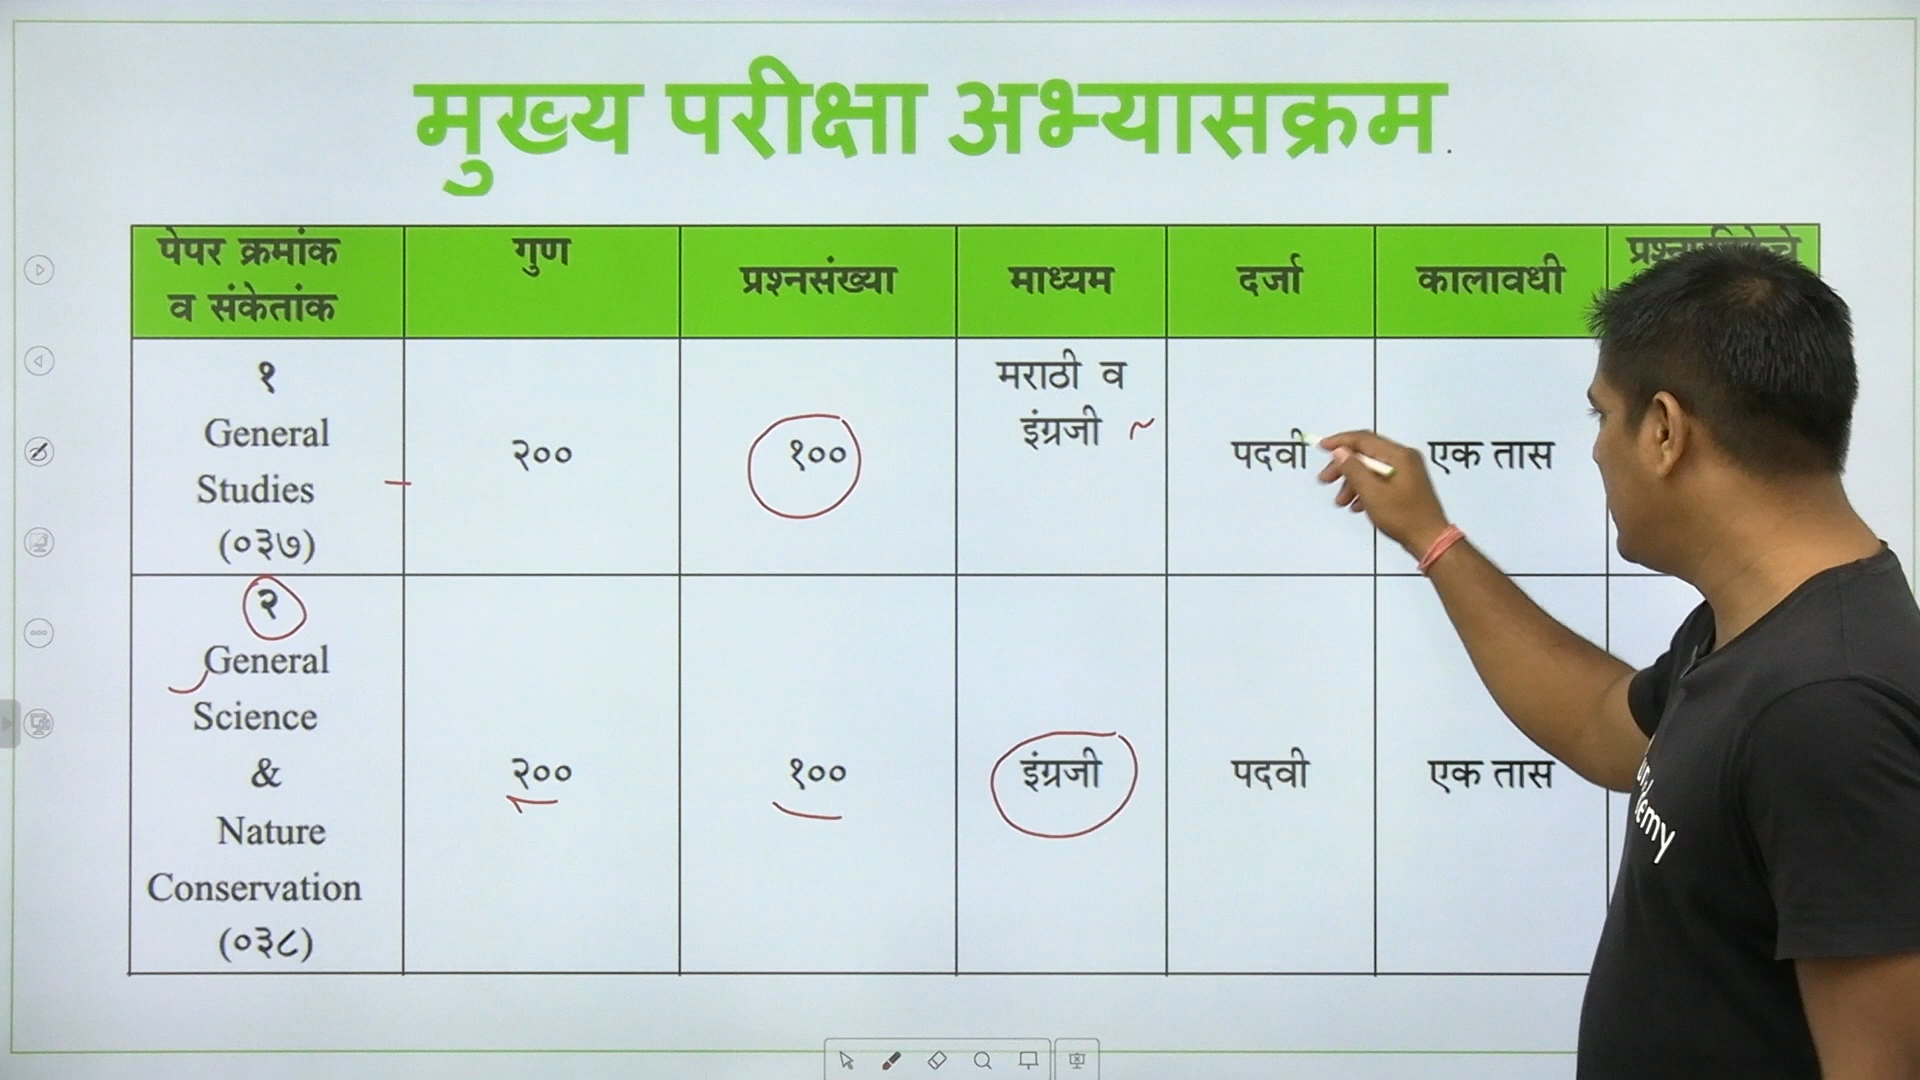 मुख्य परीक्षा अभ्यासक्रम.
पेपर क्रमांक
व संकेतांक
गुण
प्रश्नसंख्या
माध्यम
दर्जा
कालावधी
१
General
Studies
(०३७)
२००
१००
मराठी व
इंग्रजी
पदवी
एक तास
२
General
Science
&
Nature
Conservation
(०३८)
२००
१००
इंग्रजी
पदवी
एक तास